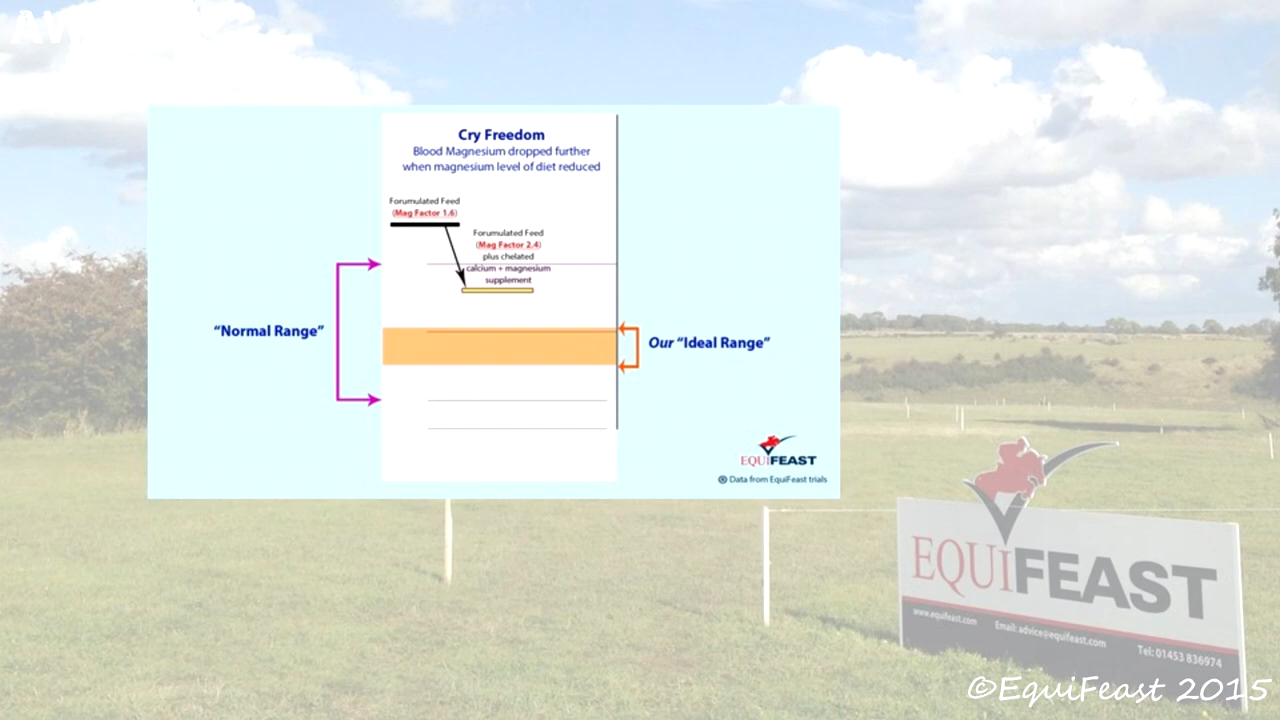 Cry Freedom
Blood Magnesium dropped further
when magnesium level of diet reduced
Forumulated Feed
(Mag Factor 1.6)
Forumulated Feed
(Mag Factor 2.4)
plus chelated
calcium + magnesium
supplement
“Normal Range”
Our “Ideal Range”
EQUIFEAST
® Data from EquiFeast trials
EQUIFEAST
www.equifeast.com
Email: advice@equifeast.com
Tel: 01453 836974
©EquiFeast 2015